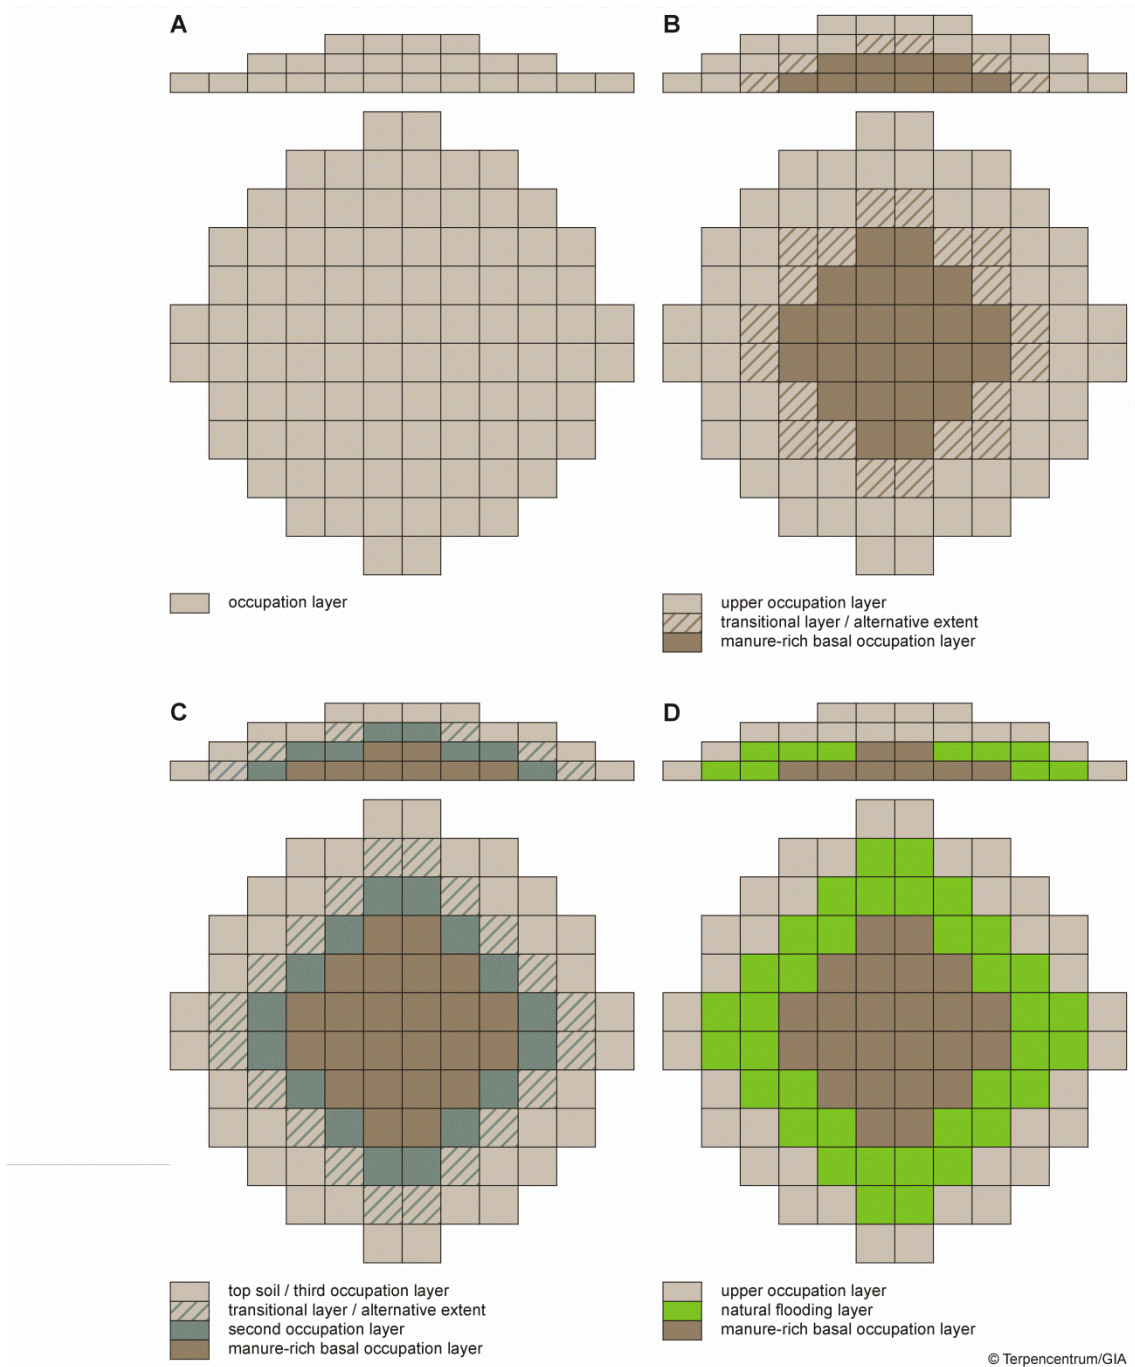 A
B
occupation layer
upper occupation layer
transitional layer / alternative extent
manure-rich basal occupation layer
C
D
top soil / third occupation layer
transitional layer / alternative extent
second occupation layer
manure-rich basal occupation layer
upper occupation layer
natural flooding layer
manure-rich basal occupation layer
© Terpencentrum/GIA